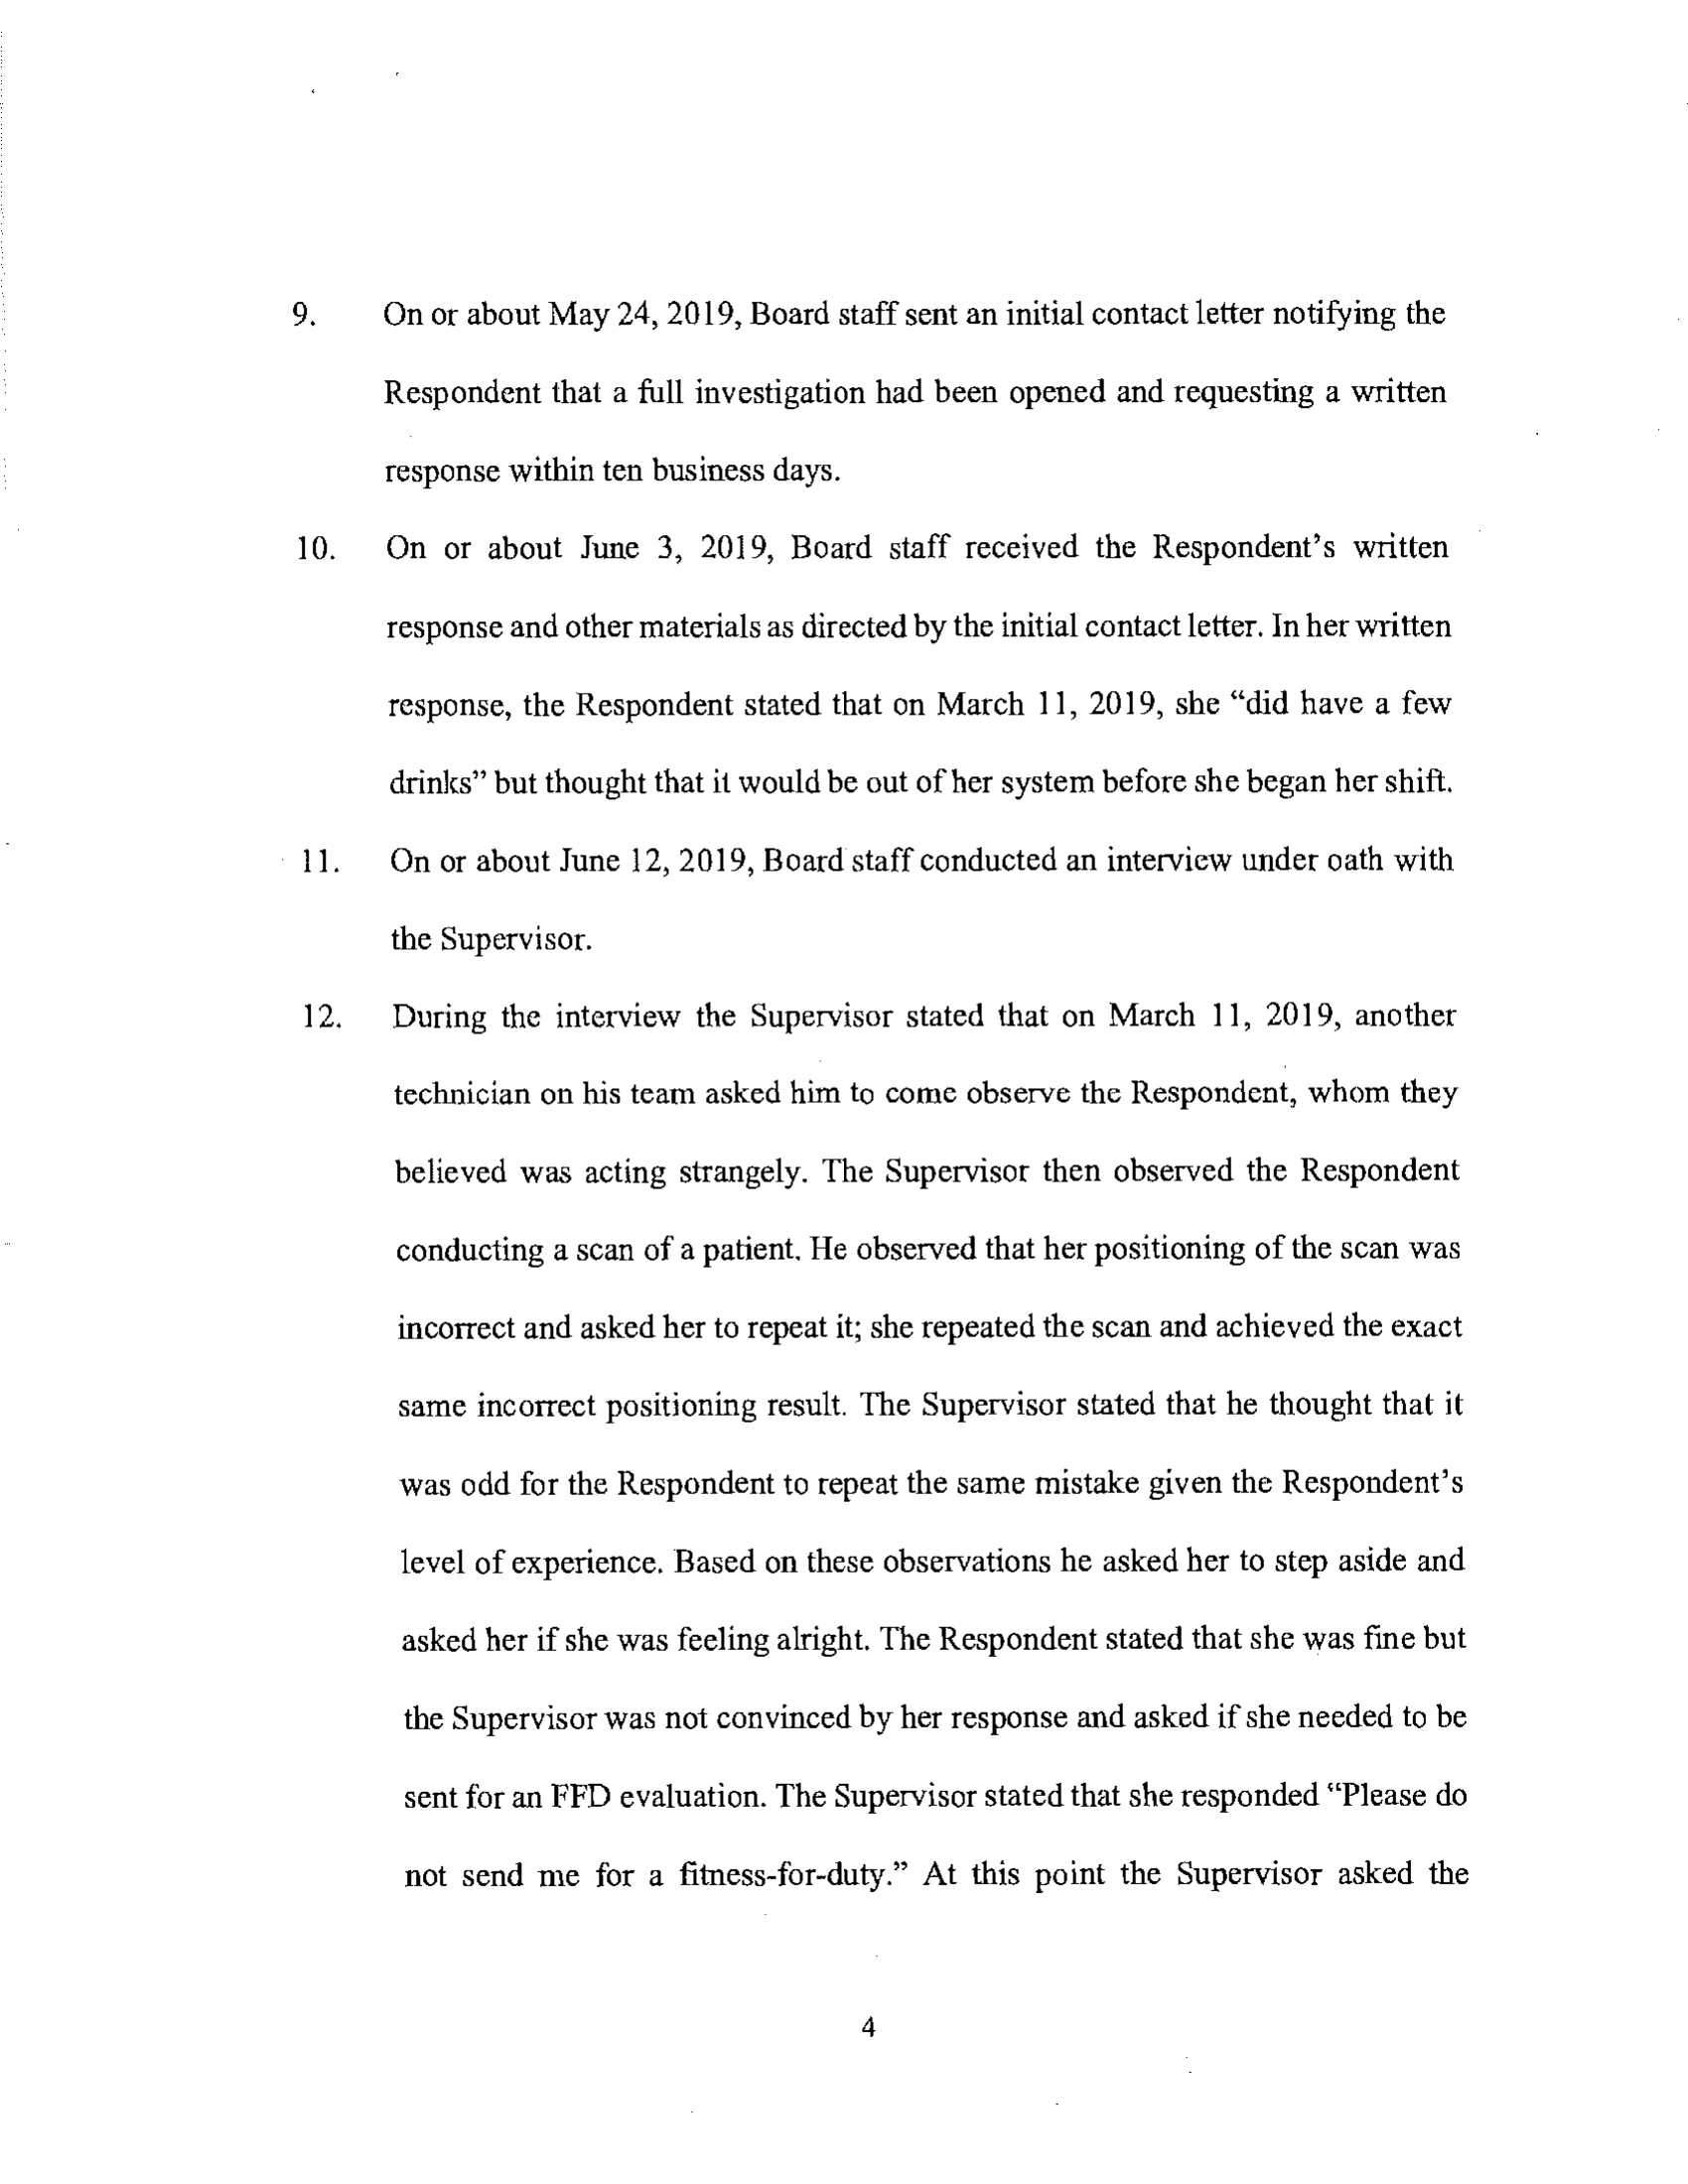 9. On or about May 24, 2019, Board staff sent an initial contact letter notifying the
Respondent that a full investigation had been opened and requesting a written
response within ten business days.
10. On or about June 3, 2019, Board staff received the Respondent's written
response and other materials as directed by the initial contact letter. In her written
response, the Respondent stated that on March 11, 2019, she “did have a few
drinks” but thought that it would be out of her system before she began her shift.
11. On or about June 12, 2019, Board staff conducted an interview under oath with
the Supervisor.
12. During the interview the Supervisor stated that on March 11, 2019, another
technician on his team asked him to come observe the Respondent, whom they
believed was acting strangely. The Supervisor then observed the Respondent
conducting a scan of a patient. He observed that her positioning of the scan was
incorrect and asked her to repeat it; she repeated the scan and achieved the exact
same incorrect positioning result. The Supervisor stated that he thought that it
was odd for the Respondent to repeat the same mistake given the Respondent's
level of experience. Based on these observations he asked her to step aside and
asked her if she was feeling alright. The Respondent stated that she was fine but
the Supervisor was not convinced by her response and asked if she needed to be
sent for an FFD evaluation. The Supervisor stated that she responded “Please do
not send me for a fitness-for-duty.” At this point the Supervisor asked the
4